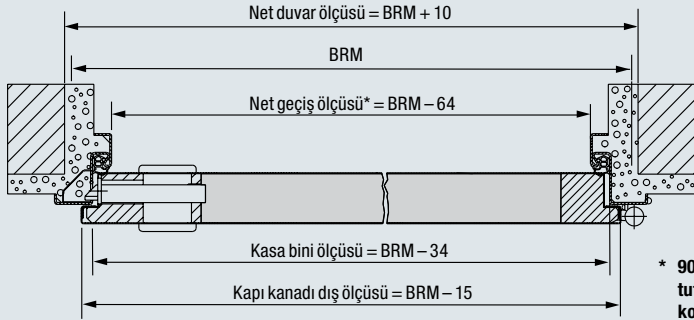 Net duvar ölçüsü = BRM + 10
BRM
Net geçiş ölçüsü* = BRM – 64
Kasa bini ölçüsü = BRM – 34
Kapı kanadı dış ölçüsü = BRM – 15
* 90